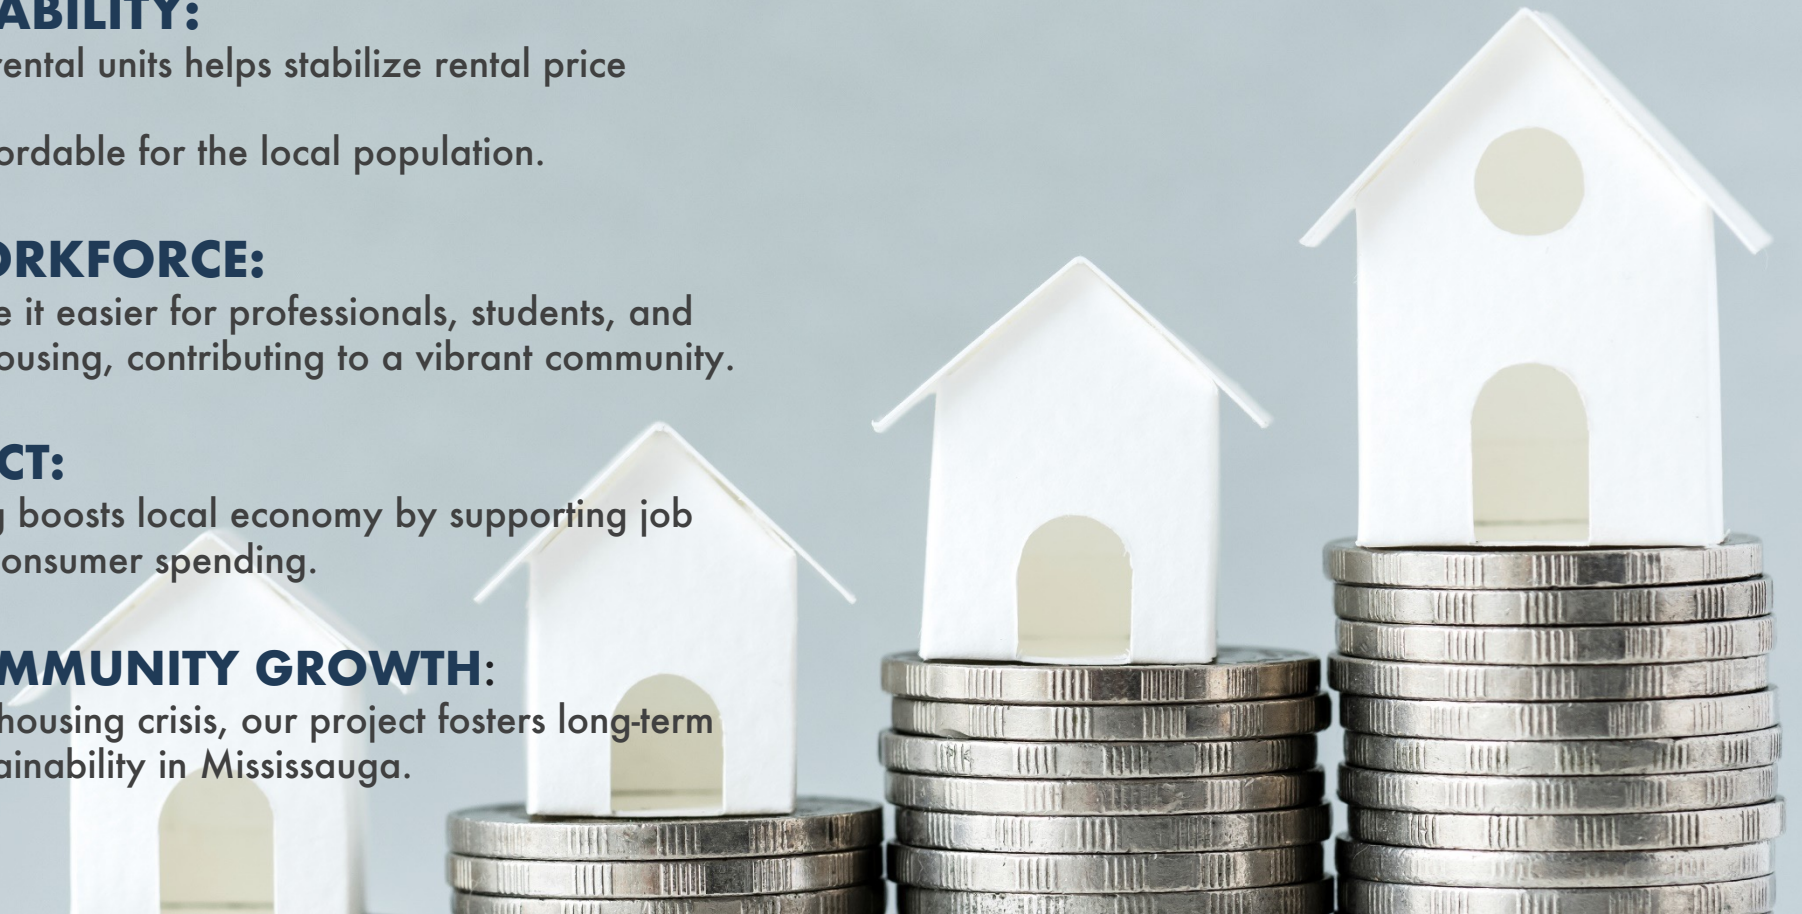 ABILITY:
rental units helps stabilize rental price
ordable for the local population.
ORKFORCE:
e it easier for professionals, students, and
ousing, contributing to a vibrant community.
CT:
g boosts local economy by supporting job
onsumer spending.
MMUNITY GROWTH:
housing crisis, our project fosters long-term
ainability in Mississauga.